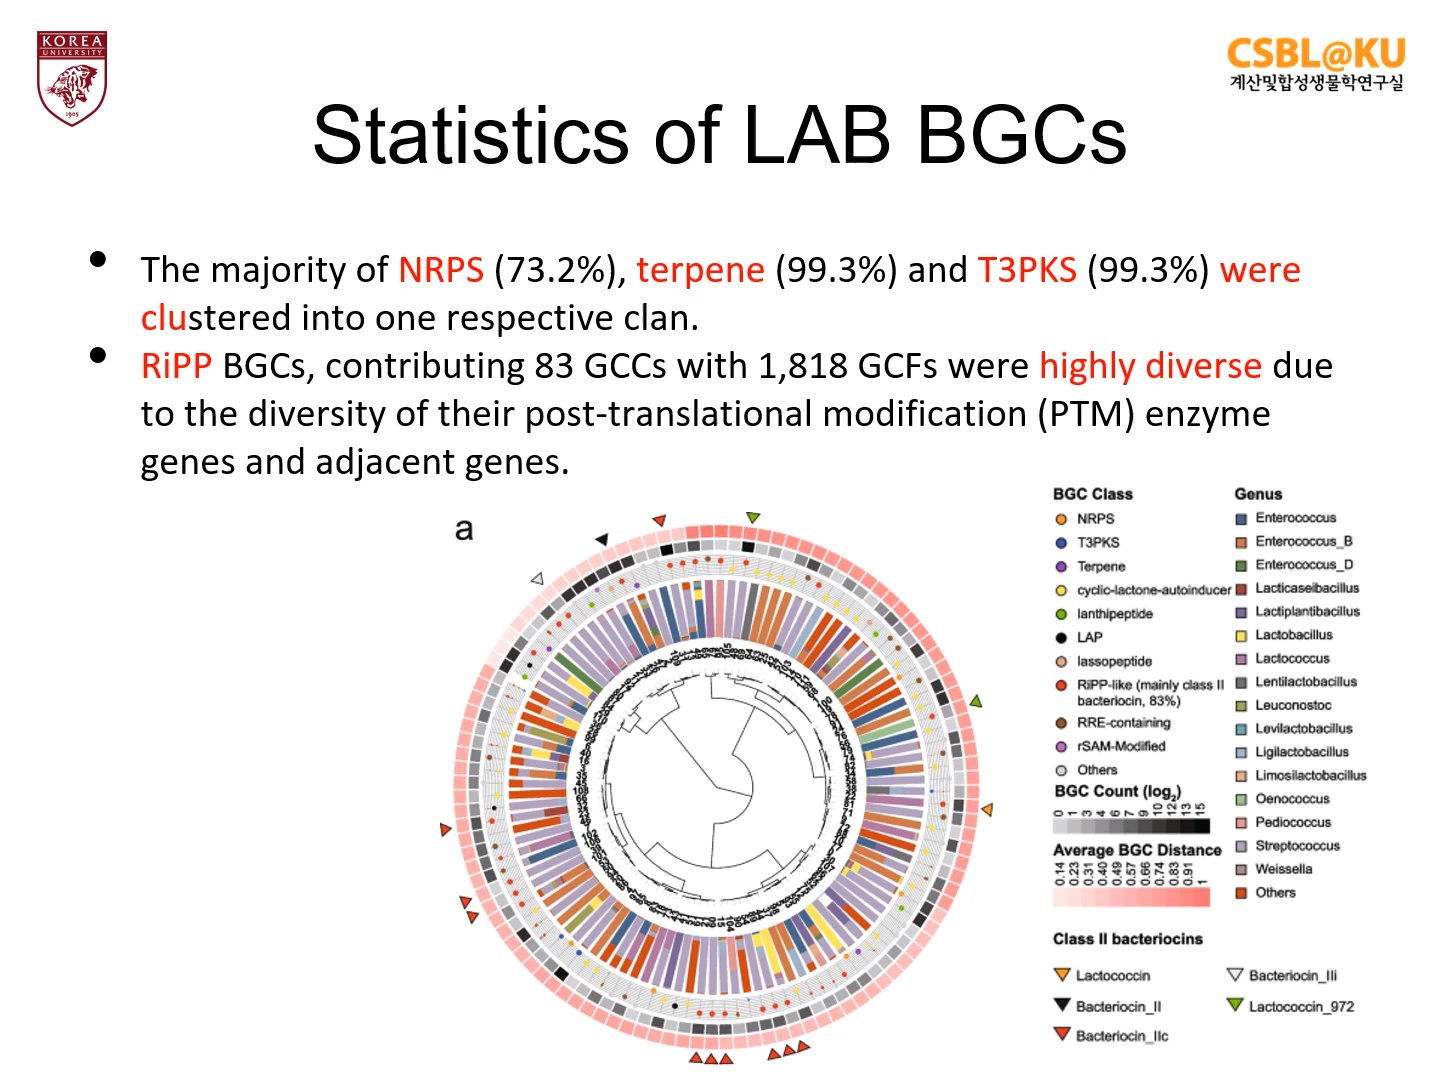 KOREA
UNIVERSITY
1905
CSBL@KU
계산및합성생물학연구실
Statistics of LAB BGCs
• The majority of NRPS (73.2%), terpene (99.3%) and T3PKS (99.3%) were
clustered into one respective clan.
• RiPP BGCs, contributing 83 GCCs with 1,818 GCFs were highly diverse due
to the diversity of their post-translational modification (PTM) enzyme
genes and adjacent genes.
a
BGC Class
NRPS
T3PKS
Terpene
cyclic-lactone-autoinducer
lanthipeptide
LAP
lassopeptide
RiPP-like (mainly class II
bacteriocin, 83%)
RRE-containing
rSAM-Modified
Others
BGC Count (log2)
0 1 3 4 6 7 9 10 12 13 15
Average BGC Distance
0.14 0.23 0.31 0.40 0.49 0.57 0.66 0.74 0.83 0.91 1
Genus
Enterococcus
Enterococcus_B
Enterococcus_D
Lacticaseibacillus
Lactiplantibacillus
Lactobacillus
Lactococcus
Lentilactobacillus
Leuconostoc
Levilactobacillus
Ligilactobacillus
Limosilactobacillus
Oenococcus
Pediococcus
Streptococcus
Weissella
Others
Class II bacteriocins
Lactococcin
Bacteriocin_II
Bacteriocin_IIc
Bacteriocin_IIi
Lactococcin_972